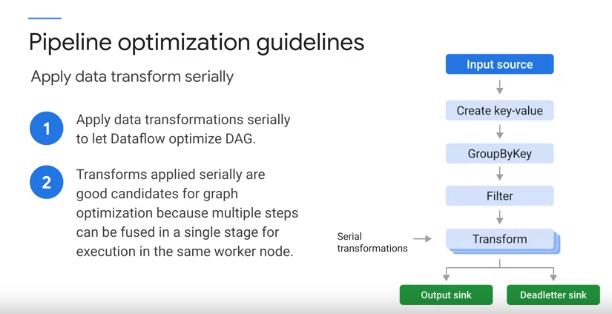 Pipeline optimization guidelines
Apply data transform serially
1
Apply data transformations serially
to let Dataflow optimize DAG.
2
Transforms applied serially are
good candidates for graph
optimization because multiple steps
can be fused in a single stage for
execution in the same worker node.
Input source
Create key-value
GroupByKey
Filter
Serial
transformations
Transform
Output sink
Deadletter sink